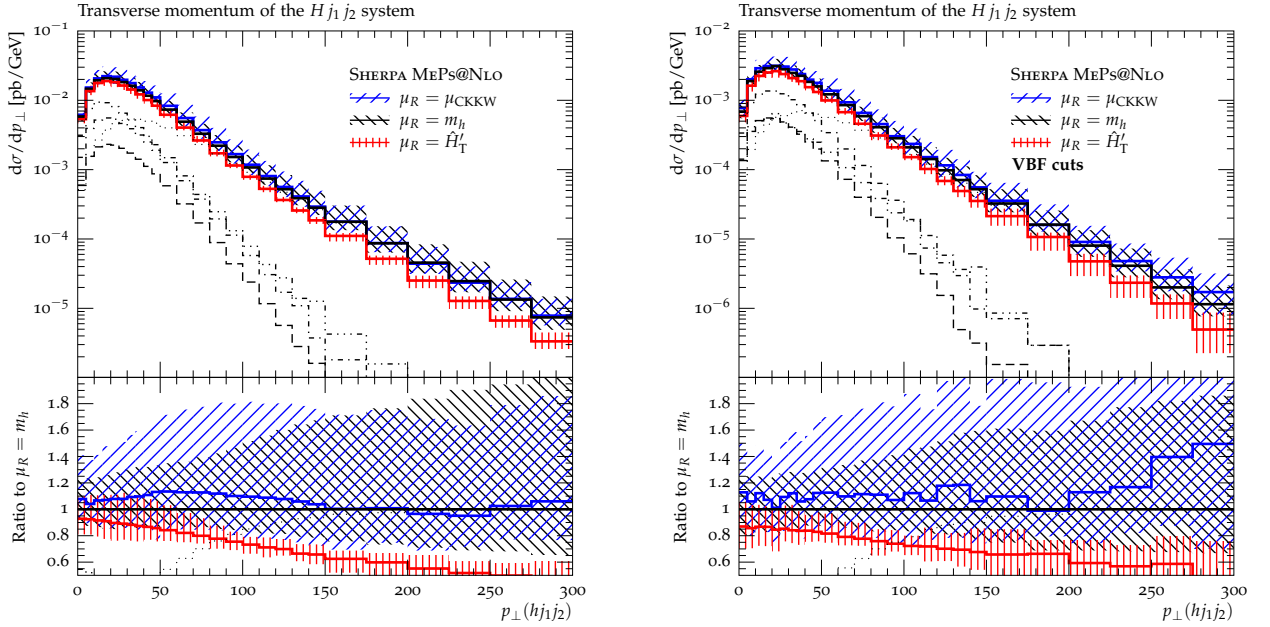 Transverse momentum of the H j₁ j₂ system
dσ/dp⊥ [pb/GeV]
10⁻¹
10⁻²
10⁻³
10⁻⁴
10⁻⁵
SHERPA MEPS@NLO
μR = μCKKW
μR = mh
μR = Ĥ′T
Ratio to μR = mh
1.8
1.6
1.4
1.2
1
0.8
0.6
0 50 100 150 200 250 300
p⊥(hj₁j₂)
Transverse momentum of the H j₁ j₂ system
dσ/dp⊥ [pb/GeV]
10⁻²
10⁻³
10⁻⁴
10⁻⁵
10⁻⁶
SHERPA MEPS@NLO
μR = μCKKW
μR = mh
μR = Ĥ′T
VBF cuts
Ratio to μR = mh
1.8
1.6
1.4
1.2
1
0.8
0.6
0 50 100 150 200 250 300
p⊥(hj₁j₂)